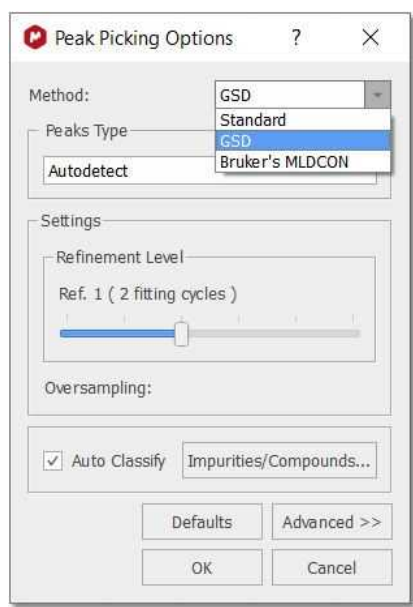 Peak Picking Options ? X
Method: GSD
Standard
GSD
Bruker's MLDCON
Peaks Type
Autodetect
Settings
Refinement Level
Ref. 1 ( 2 fitting cycles )
Oversampling:
Auto Classify Impurities/Compounds...
Defaults Advanced >>
OK Cancel